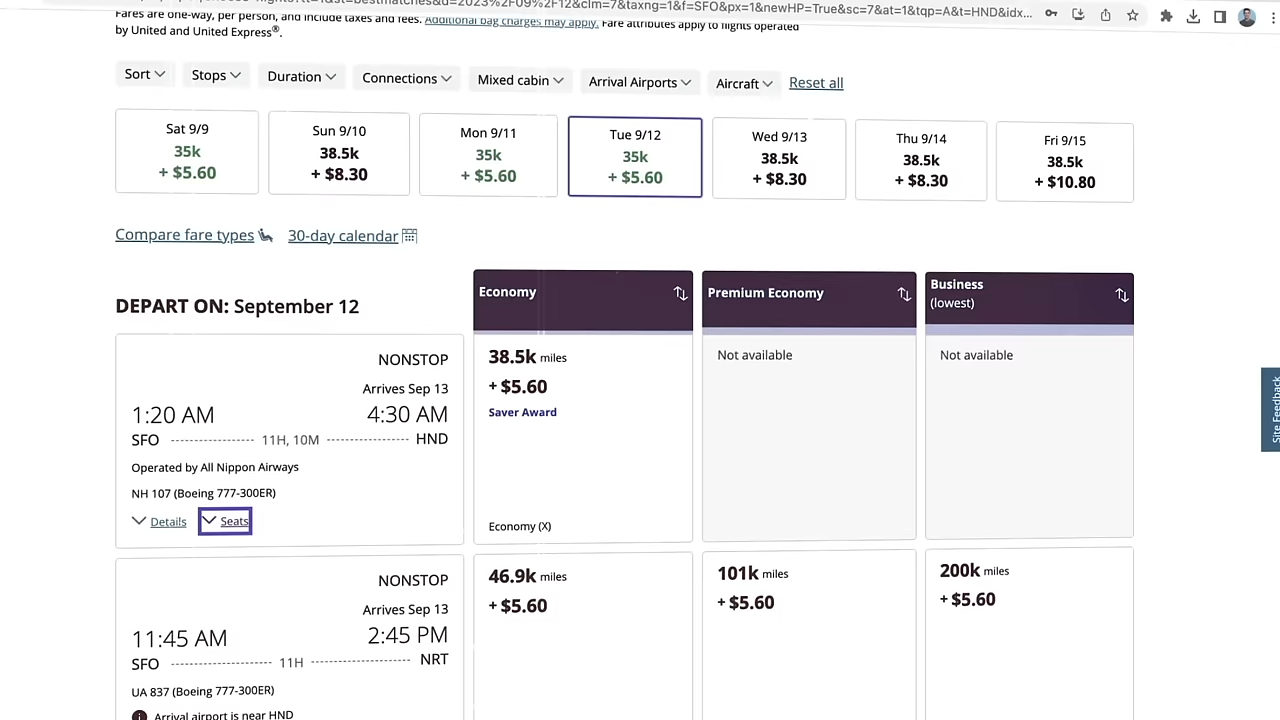 Fares are one-way, per person, and include taxes and fees. Additional bag charges may apply. Fare attributes apply to flights operated
by United and United Express®.
Sort Stops Duration Connections Mixed cabin Arrival Airports Aircraft Reset all
Sat 9/9 Sun 9/10 Mon 9/11 Tue 9/12 Wed 9/13 Thu 9/14 Fri 9/15
35k 38.5k 35k 35k 38.5k 38.5k 38.5k
+ $5.60 + $8.30 + $5.60 + $5.60 + $8.30 + $8.30 + $10.80
Compare fare types 30-day calendar
DEPART ON: September 12
Economy
Premium Economy
Business
(lowest)
NONSTOP
Arrives Sep 13
1:20 AM 4:30 AM
SFO 11H, 10M HND
Operated by All Nippon Airways
NH 107 (Boeing 777-300ER)
Details Seats
38.5k miles
+ $5.60
Saver Award
Economy (X)
Not available
Not available
NONSTOP
Arrives Sep 13
11:45 AM 2:45 PM
SFO 11H NRT
UA 837 (Boeing 777-300ER)
Arrival airport is near HND
46.9k miles
+ $5.60
101k miles
+ $5.60
200k miles
+ $5.60
Site Feedback